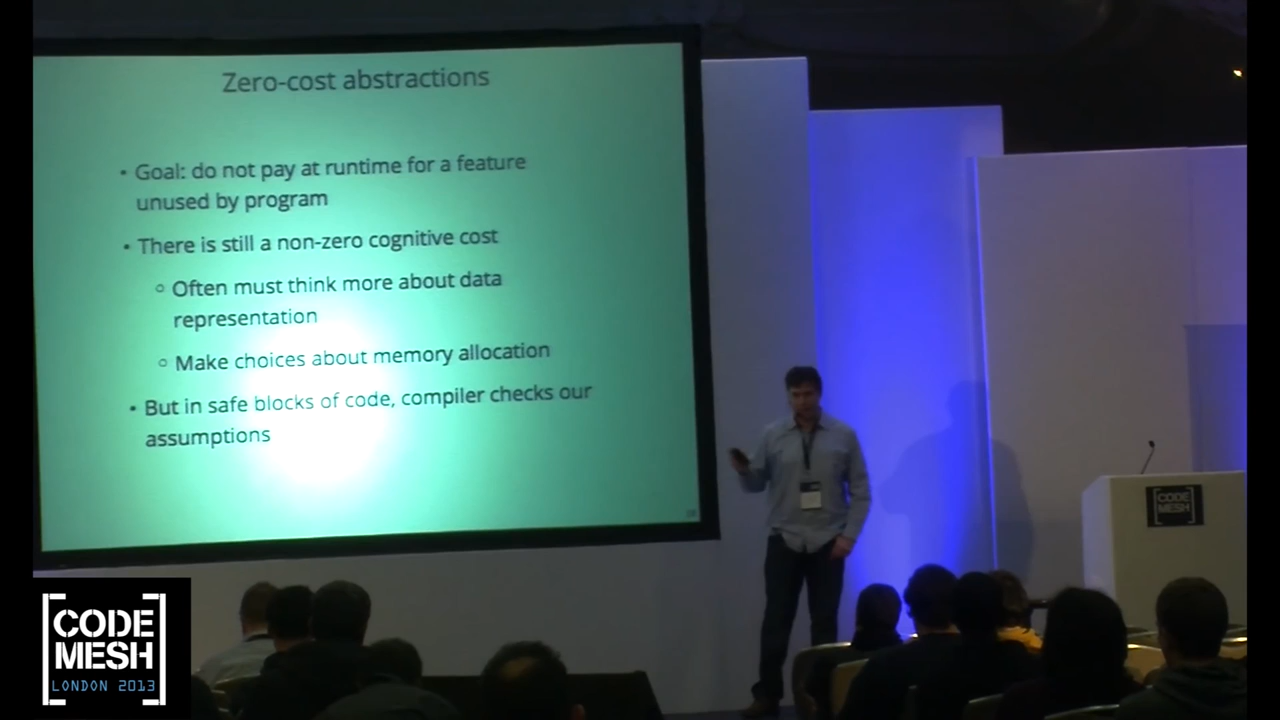 Zero-cost abstractions
• Goal: do not pay at runtime for a feature
unused by program
• There is still a non-zero cognitive cost
○ Often must think more about data
representation
○ Make choices about memory allocation
• But in safe blocks of code, compiler checks our
assumptions
[CODE
MESH]
[CODE
MESH]
LONDON 2013